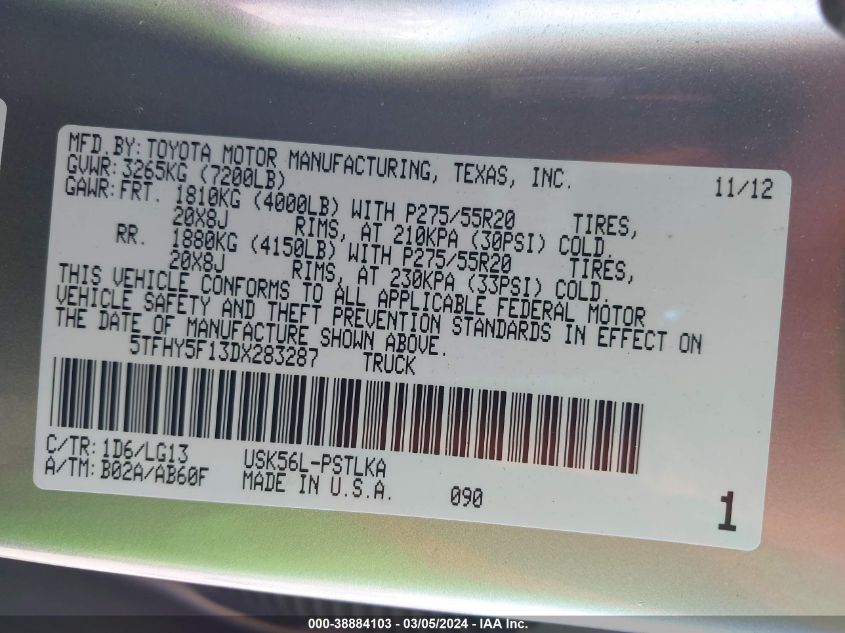 MFD. BY: TOYOTA MOTOR MANUFACTURING, TEXAS, INC. 11/12
GVWR: 3265KG (7200LB)
GAWR: FRT. 1810KG (4000LB) WITH P275/55R20 TIRES,
20X8J RIMS, AT 210KPA (30PSI) COLD.
RR. 1880KG (4150LB) WITH P275/55R20 TIRES,
20X8J RIMS, AT 230KPA (33PSI) COLD.
THIS VEHICLE CONFORMS TO ALL APPLICABLE FEDERAL MOTOR
VEHICLE SAFETY AND THEFT PREVENTION STANDARDS IN EFFECT ON
THE DATE OF MANUFACTURE SHOWN ABOVE.
5TFHY5F13DX283287 TRUCK
C/TR: 1D6/LG13 USK56L-PSTLKA
A/TM: B02A/AB60F MADE IN U.S.A. 090 1
000-38884103 - 03/05/2024 - IAA Inc.